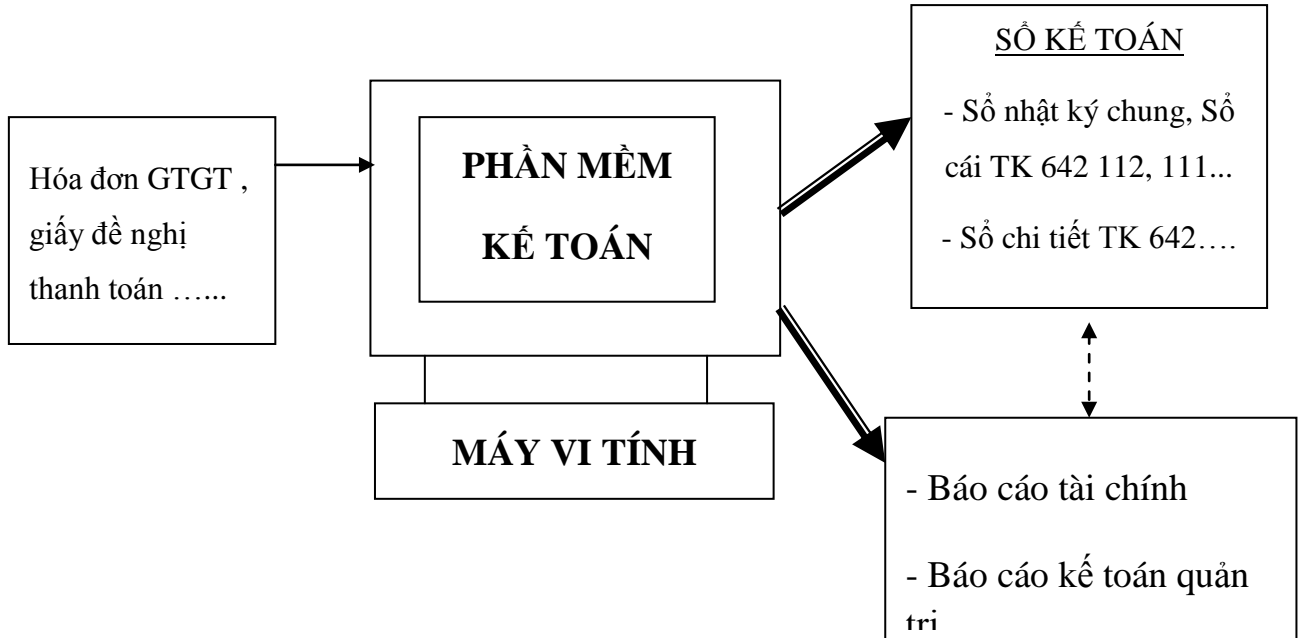 Hóa đơn GTGT ,
giấy đề nghị
thanh toán …...
PHẦN MỀM
KẾ TOÁN
MÁY VI TÍNH
SỔ KẾ TOÁN
- Sổ nhật ký chung, Sổ
cái TK 642 112, 111...
- Sổ chi tiết TK 642….
- Báo cáo tài chính
- Báo cáo kế toán quản